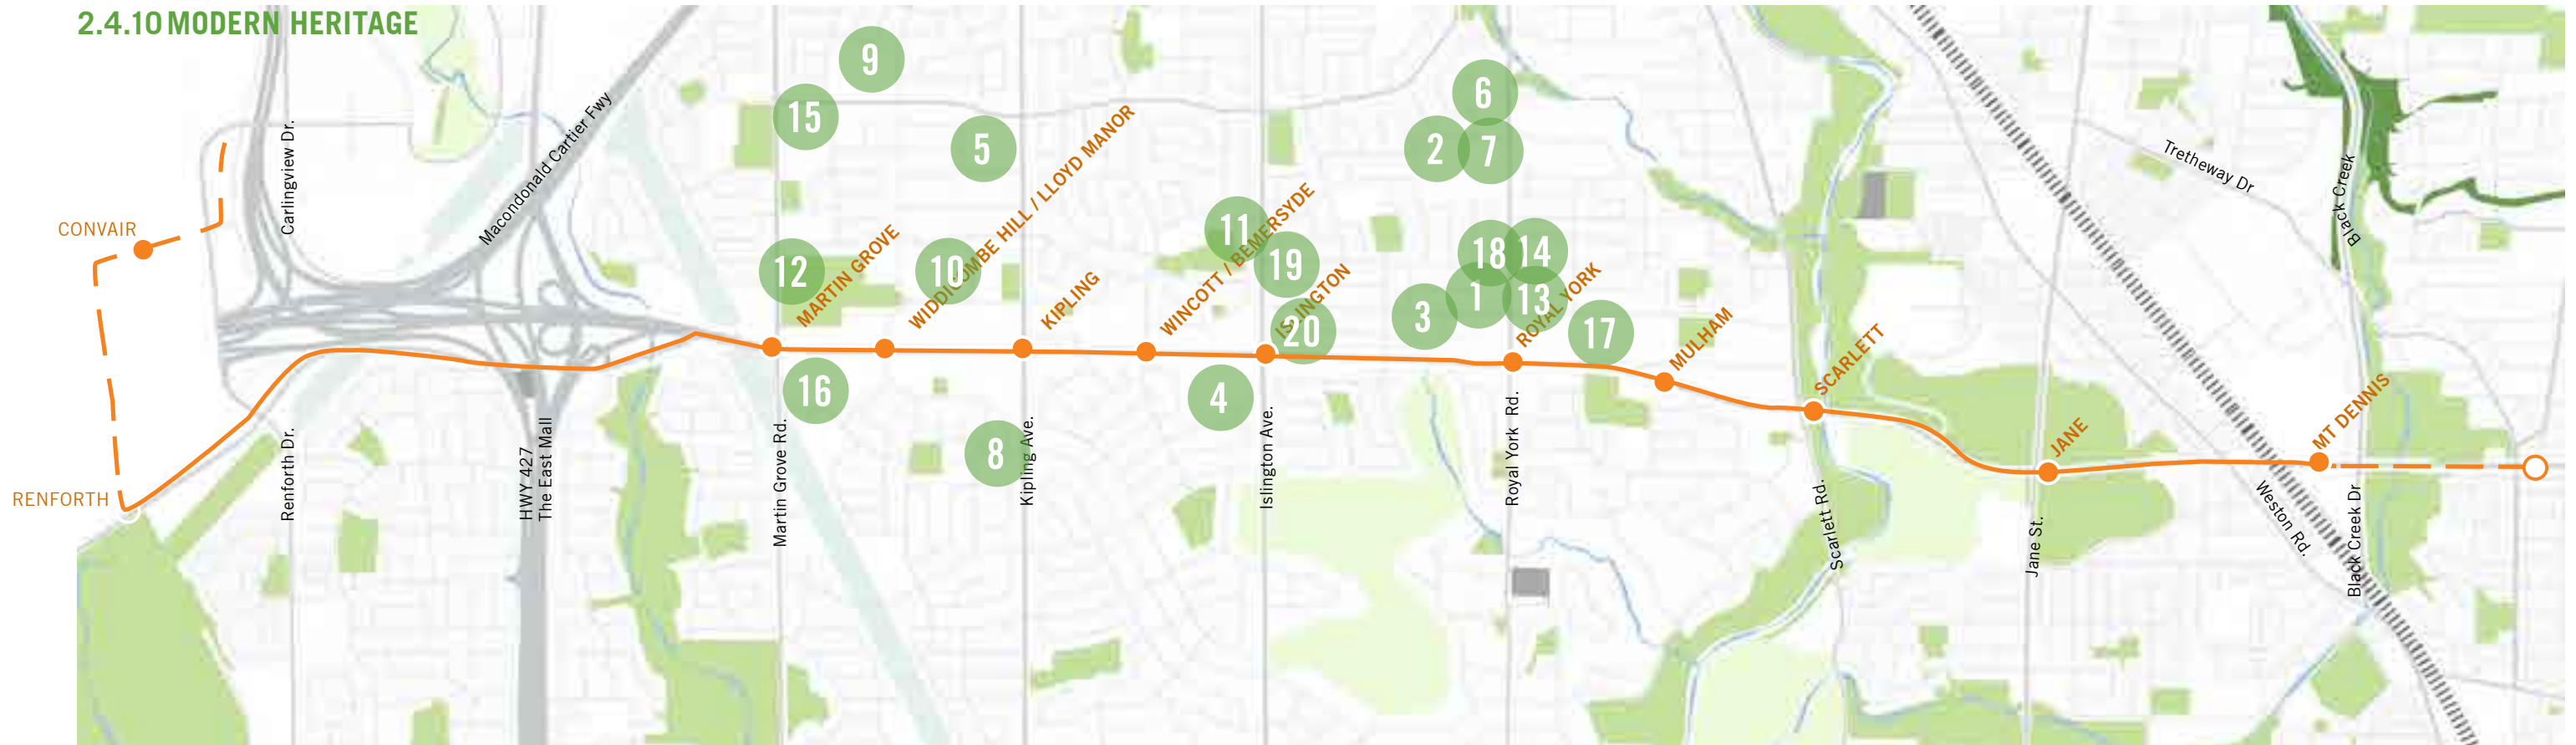 2.4.10 MODERN HERITAGE
9
6
15
5
2
7
Carlingview Dr.
Macondonald Cartier Fwy
Tretheway Dr
Black Creek
CONVAIR
11
19
18
14
12
10
1
13
3
20
17
MARTIN GROVE
WIDDICOMBE HILL / LLOYD MANOR
KIPLING
WINCOTT / BEMERSYDE
ISLINGTON
ROYAL YORK
MULHAM
SCARLETT
JANE
MT DENNIS
16
4
8
RENFORTH
Renforth Dr.
HWY 427
The East Mall
Martin Grove Rd.
Kipling Ave.
Islington Ave.
Royal York Rd.
Scarlett Rd.
Jane St.
Weston Rd.
Black Creek Dr